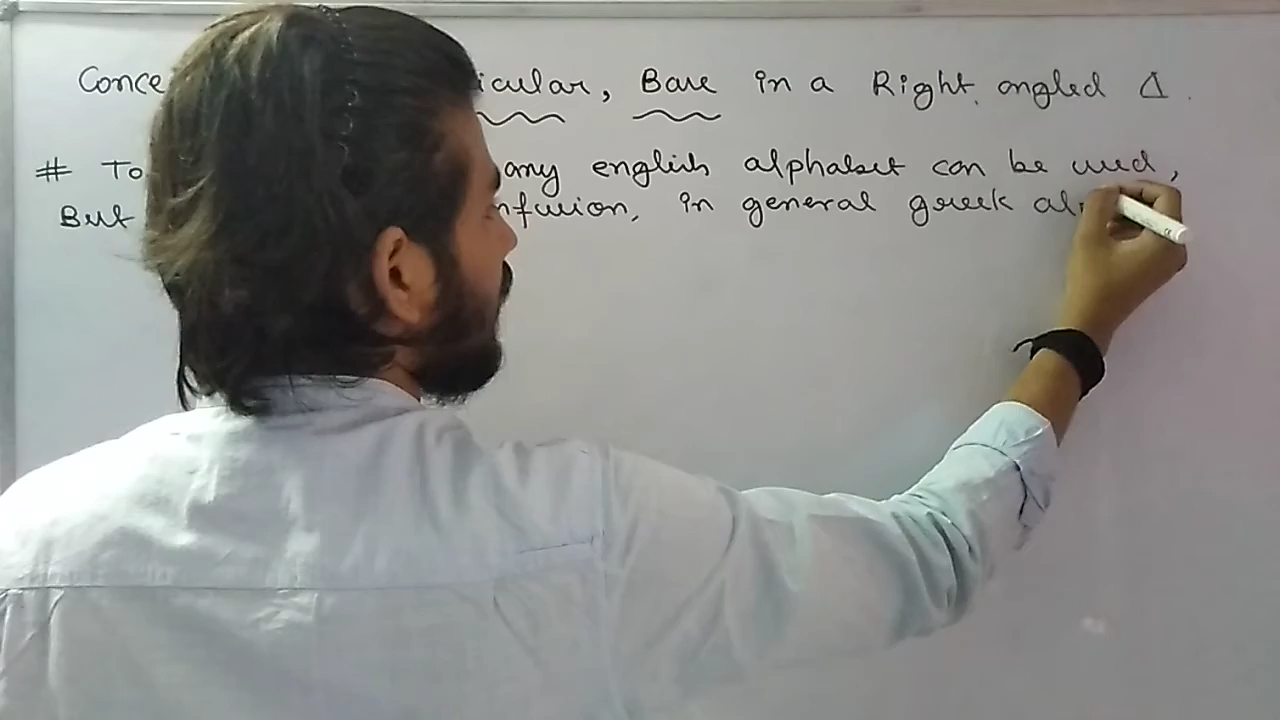 Conce icular, Base in a Right angled Δ.
# To any english alphabet can be used,
But nfusion, in general greek al